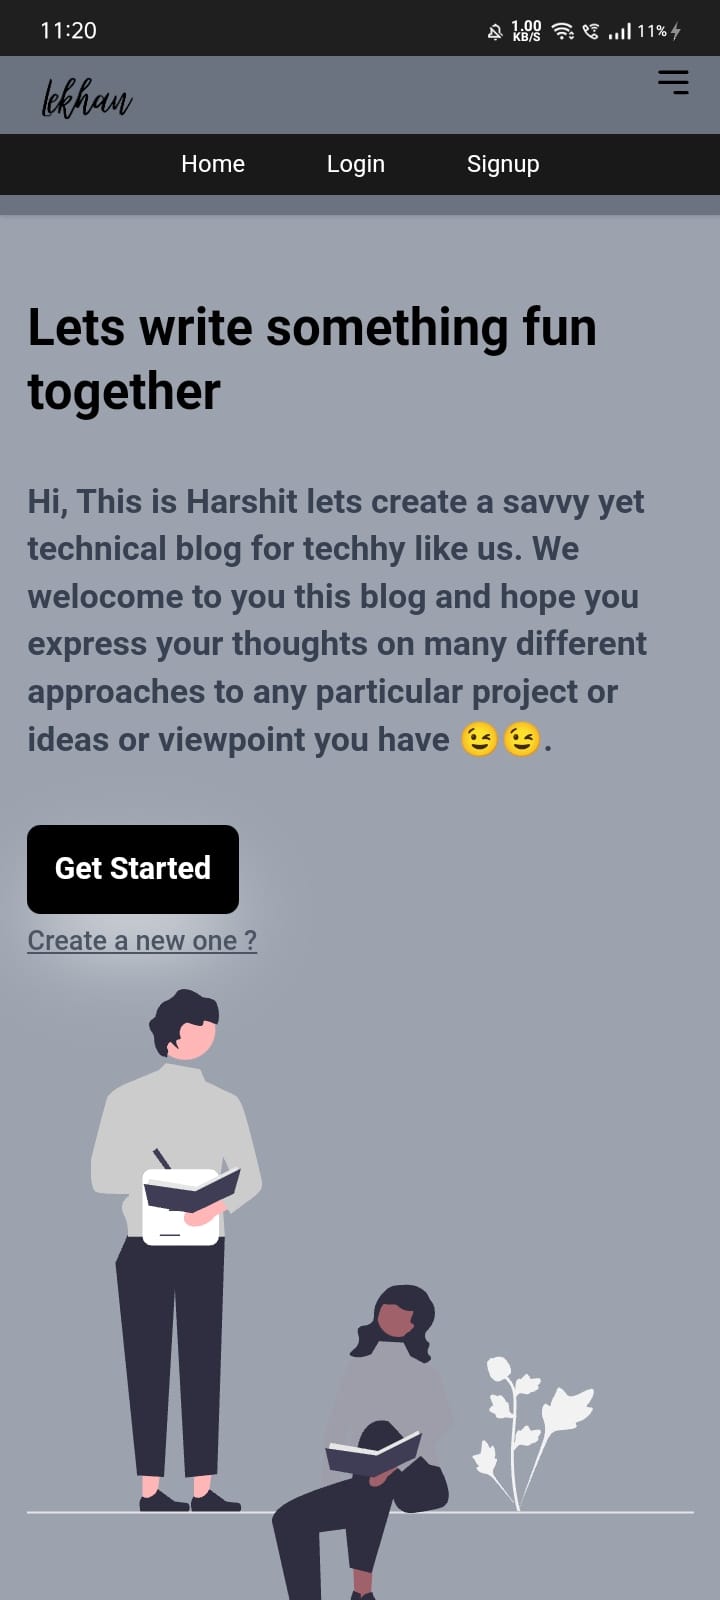 11:20
1.00
KB/S
11%
lekhan
Home Login Signup
Lets write something fun
together
Hi, This is Harshit lets create a savvy yet
technical blog for techhy like us. We
welocome to you this blog and hope you
express your thoughts on many different
approaches to any particular project or
ideas or viewpoint you have 😉😉.
Get Started
Create a new one ?